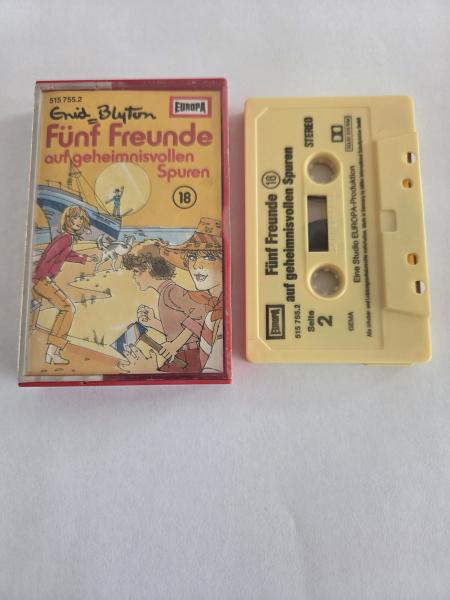 515 755.2
EUROPA
Enid Blyton
Fünf Freunde
auf geheimnisvollen
Spuren
18
Fünf Freunde 18 STEREO
auf geheimnisvollen Spuren
EUROPA
515 755.2
Seite
2
GEMA
Eine Studio EUROPA-Produktion